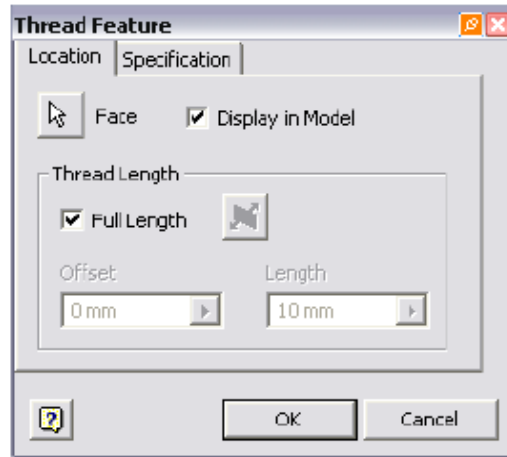 Thread Feature
Location Specification
Face Display in Model
Thread Length
Full Length
Offset Length
0 mm 10 mm
? OK Cancel